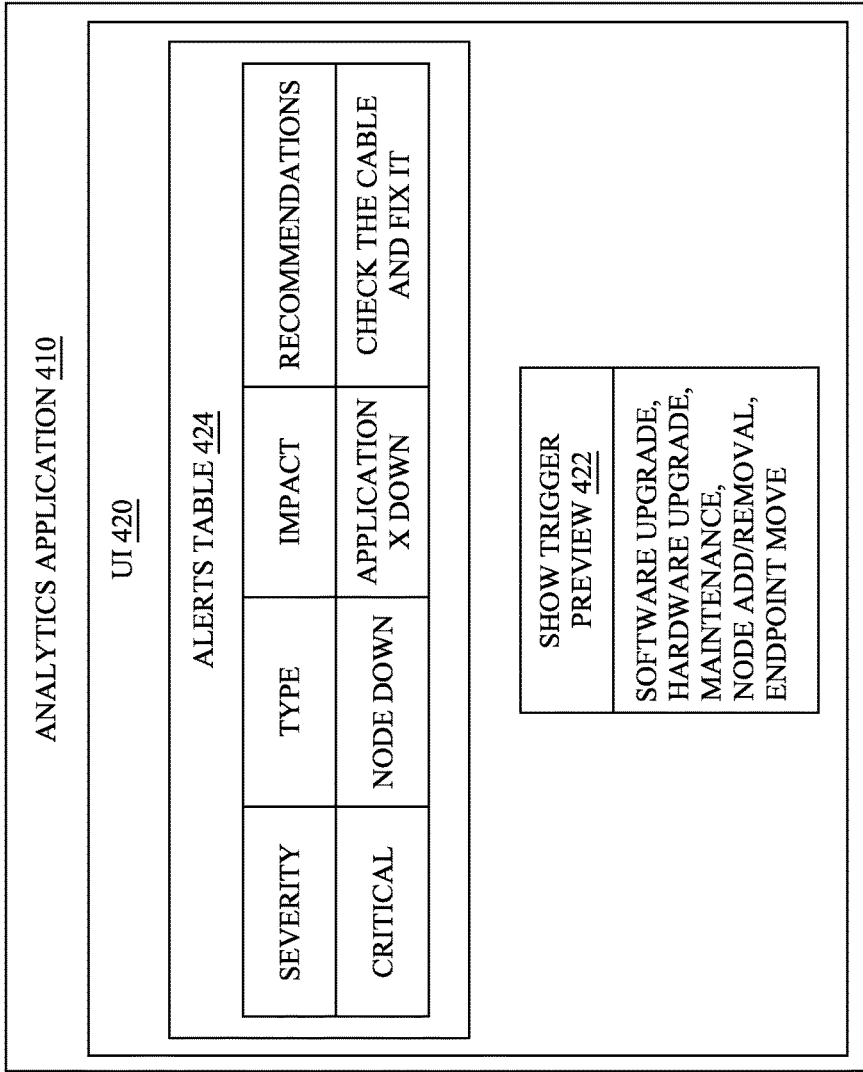 ANALYTICS APPLICATION 410
UI 420
ALERTS TABLE 424
SEVERITY
TYPE
IMPACT
RECOMMENDATIONS
CRITICAL
NODE DOWN
APPLICATION
X DOWN
CHECK THE CABLE
AND FIX IT
SHOW TRIGGER
PREVIEW 422
SOFTWARE UPGRADE,
HARDWARE UPGRADE,
MAINTENANCE,
NODE ADD/REMOVAL,
ENDPOINT MOVE